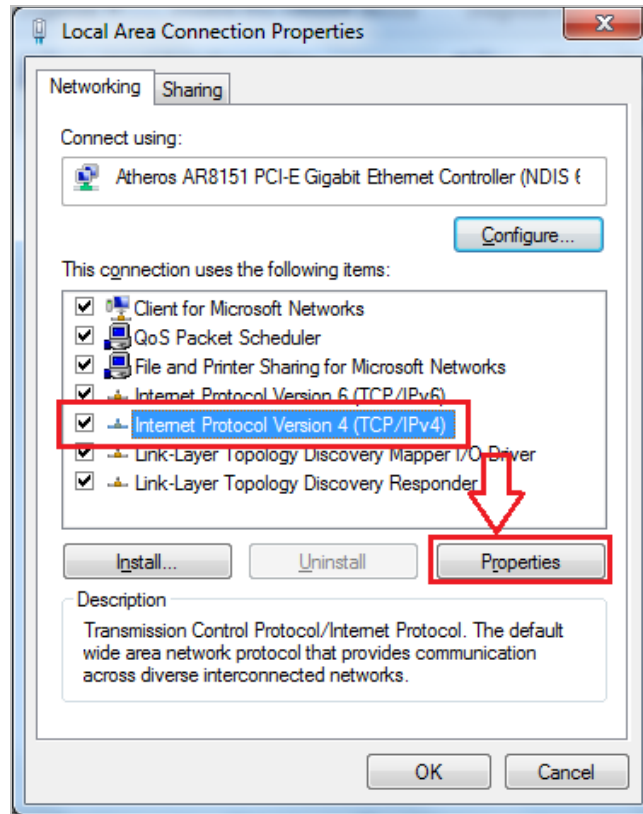 Local Area Connection Properties
Networking
Sharing
Connect using:
Atheros AR8151 PCI-E Gigabit Ethernet Controller (NDIS 6
Configure...
This connection uses the following items:
Client for Microsoft Networks
QoS Packet Scheduler
File and Printer Sharing for Microsoft Networks
Internet Protocol Version 6 (TCP/IPv6)
Internet Protocol Version 4 (TCP/IPv4)
Link-Layer Topology Discovery Mapper I/O Driver
Link-Layer Topology Discovery Responder
Install...
Uninstall
Properties
Description
Transmission Control Protocol/Internet Protocol. The default
wide area network protocol that provides communication
across diverse interconnected networks.
OK
Cancel